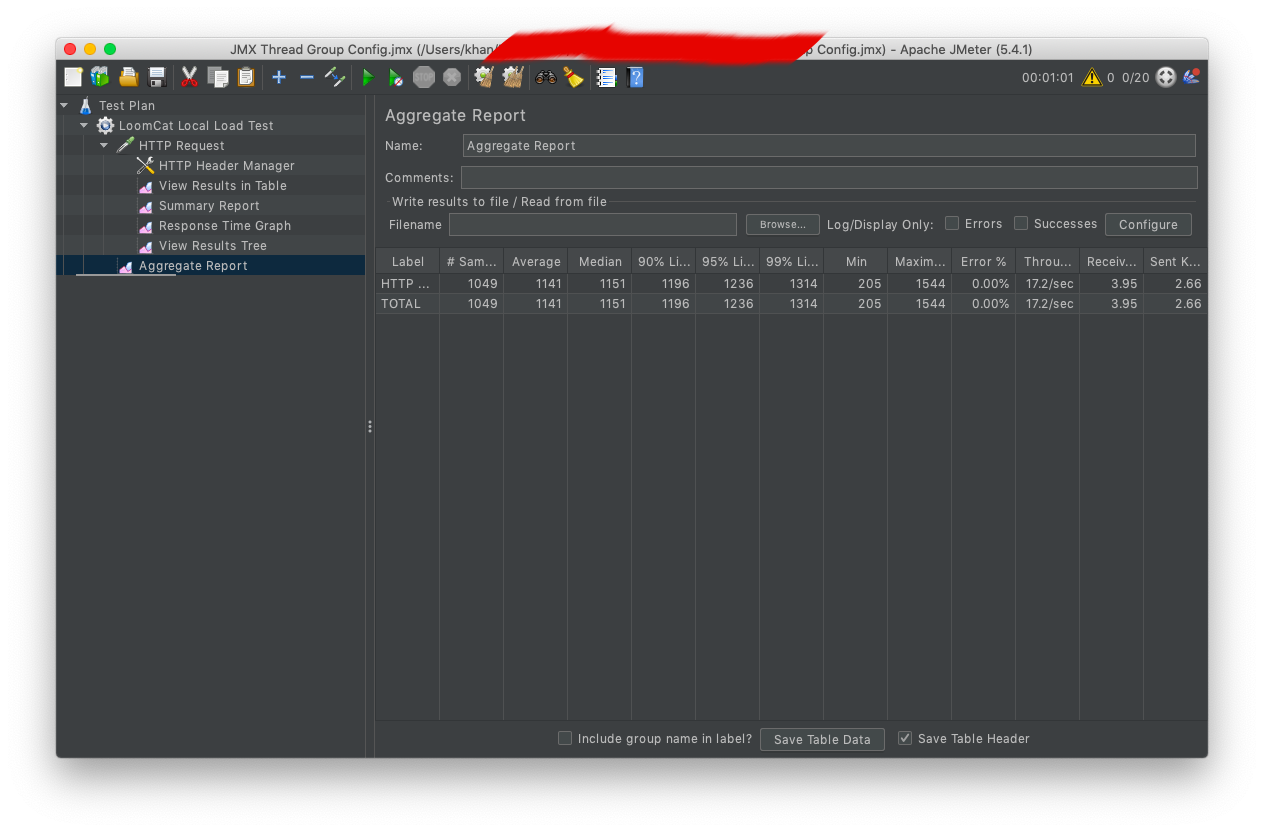 JMX Thread Group Config.jmx (/Users/khan/ Config.jmx) - Apache JMeter (5.4.1)
STOP 00:01:01 0 0/20
Test Plan
LoomCat Local Load Test
HTTP Request
HTTP Header Manager
View Results in Table
Summary Report
Response Time Graph
View Results Tree
Aggregate Report
Aggregate Report
Name: Aggregate Report
Comments:
Write results to file / Read from file
Filename Browse... Log/Display Only: Errors Successes Configure
Label # Sam... Average Median 90% Li... 95% Li... 99% Li... Min Maxim... Error % Throu... Receiv... Sent K...
HTTP ... 1049 1141 1151 1196 1236 1314 205 1544 0.00% 17.2/sec 3.95 2.66
TOTAL 1049 1141 1151 1196 1236 1314 205 1544 0.00% 17.2/sec 3.95 2.66
Include group name in label? Save Table Data Save Table Header